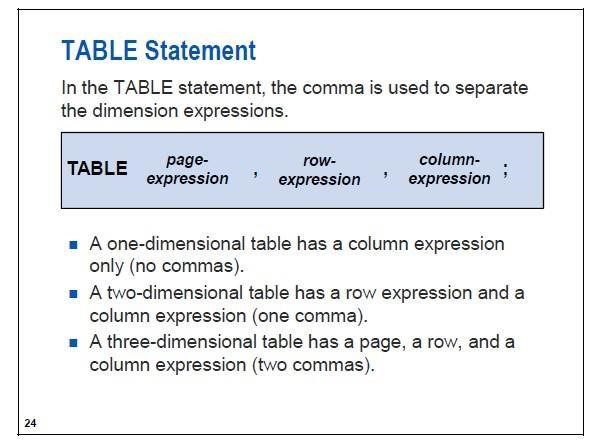 TABLE Statement
In the TABLE statement, the comma is used to separate
the dimension expressions.
TABLE page-expression , row-expression , column-expression ;
■ A one-dimensional table has a column expression
only (no commas).
■ A two-dimensional table has a row expression and a
column expression (one comma).
■ A three-dimensional table has a page, a row, and a
column expression (two commas).
24